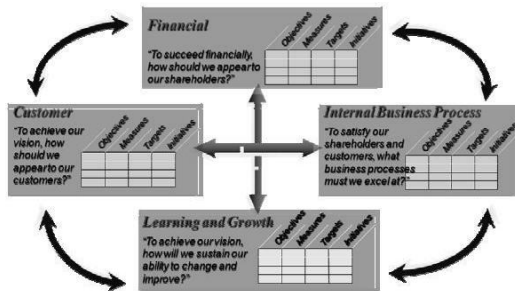 Financial
Objectives
Measures
Targets
Initiatives
"To succeed financially,
how should we appear to
our shareholders?"
Customer
Objectives
Measures
Targets
Initiatives
"To achieve our
vision, how
should we
appear to our
customers?"
Internal Business Process
Objectives
Measures
Targets
Initiatives
"To satisfy our
shareholders and
customers, what
business processes
must we excel at?"
Learning and Growth
Objectives
Measures
Targets
Initiatives
"To achieve our vision,
how will we sustain our
ability to change and
improve?"